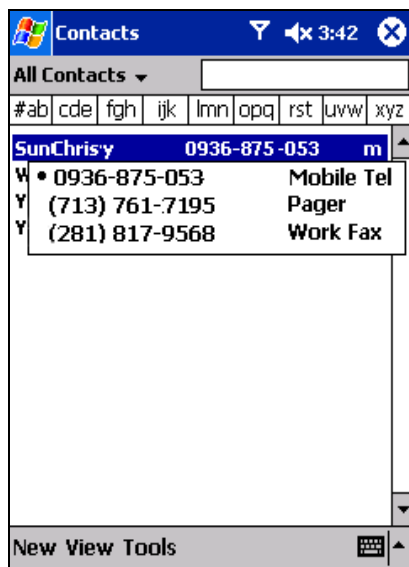 Contacts 3:42
All Contacts
#ab cde fgh ijk lmn opq rst uvw xyz
SunChris'y 0936-875-053 m
W • 0936-875-053 Mobile Tel
Y (713) 761-7195 Pager
Y (281) 817-9568 Work Fax
New View Tools